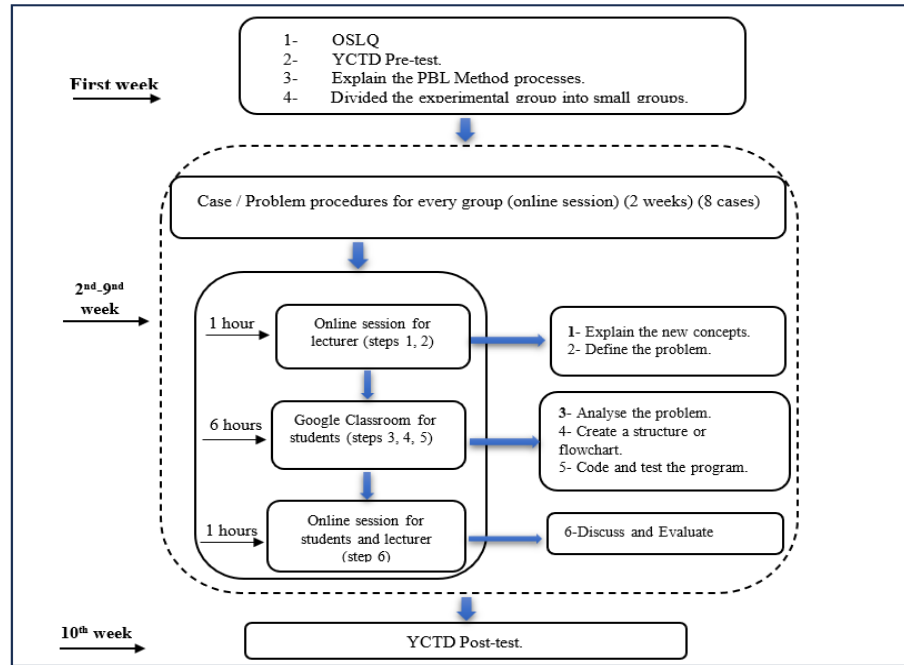 1- OSLQ
2- YCTD Pre-test.
3- Explain the PBL Method processes.
4- Divided the experimental group into small groups.
First week
Case / Problem procedures for every group (online session) (2 weeks) (8 cases)
2nd-9nd
week
1 hour
Online session for
lecturer (steps 1, 2)
1- Explain the new concepts.
2- Define the problem.
6 hours
Google Classroom for
students (steps 3, 4, 5)
3- Analyse the problem.
4- Create a structure or
flowchart.
5- Code and test the program.
1 hours
Online session for
students and lecturer
(step 6)
6-Discuss and Evaluate
10th week
YCTD Post-test.